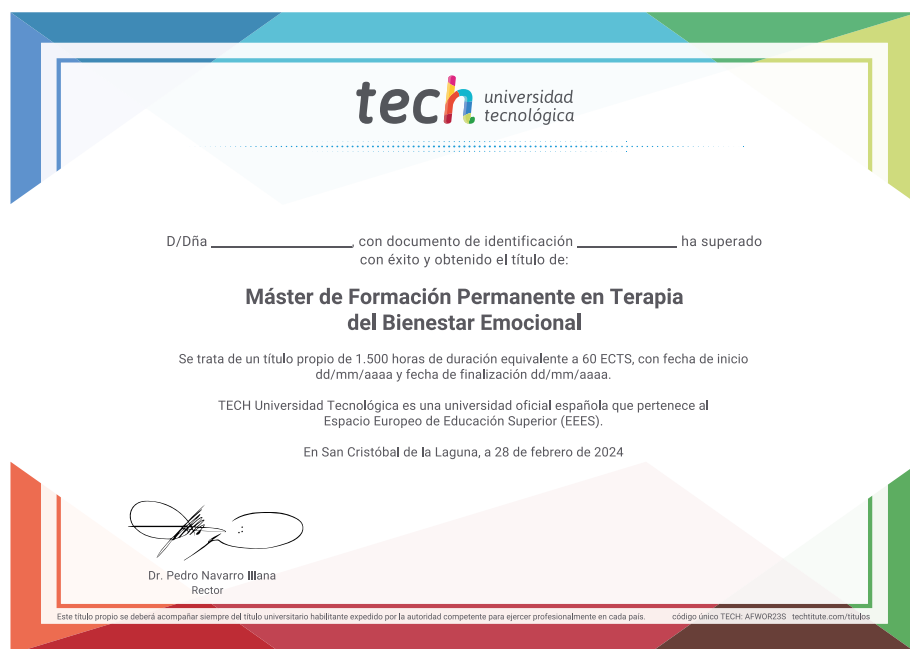 tech universidad
tecnológica
D/Dña ________________, con documento de identificación ____________ ha superado
con éxito y obtenido el título de:
Máster de Formación Permanente en Terapia
del Bienestar Emocional
Se trata de un título propio de 1.500 horas de duración equivalente a 60 ECTS, con fecha de inicio
dd/mm/aaaa y fecha de finalización dd/mm/aaaa.
TECH Universidad Tecnológica es una universidad oficial española que pertenece al
Espacio Europeo de Educación Superior (EEES).
En San Cristóbal de la Laguna, a 28 de febrero de 2024
Dr. Pedro Navarro Illana
Rector
Este título propio se deberá acompañar siempre del título universitario habilitante expedido por la autoridad competente para ejercer profesionalmente en cada país. código único TECH: AFWOR23S techtitute.com/titulos